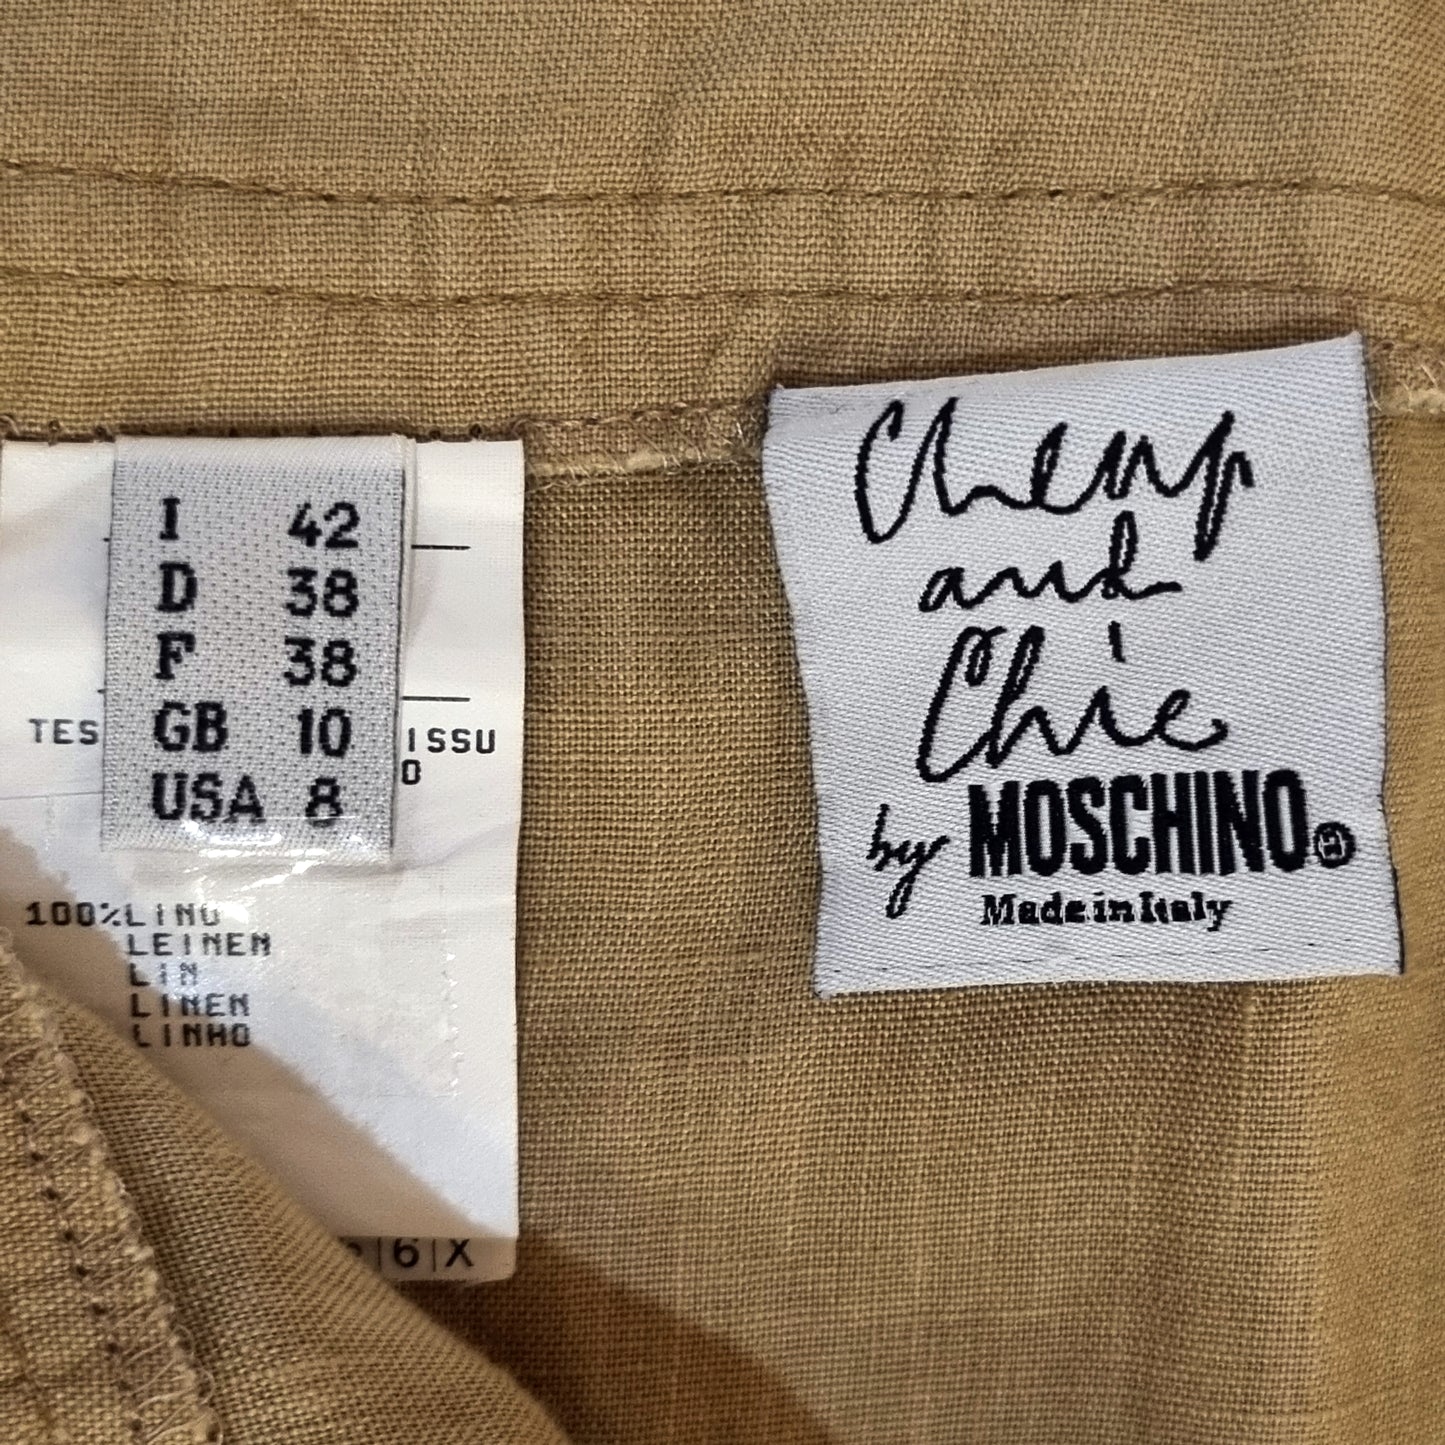 I 42
D 38
F 38
GB 10
USA 8
TES
ISSU
O
100%LINO
LEINEN
LIN
LINEN
LINHO
6 X
Cheap
and
Chic
by MOSCHINO®
Made in Italy